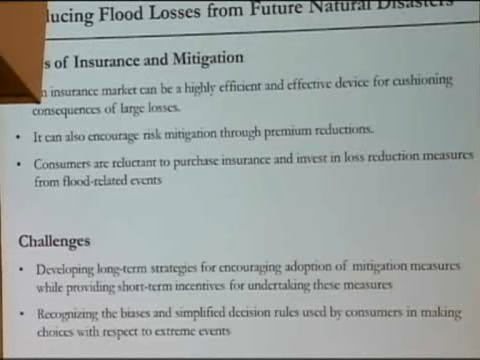 lucing Flood Losses from Future Natural Disasters
s of Insurance and Mitigation
n insurance market can be a highly efficient and effective device for cushioning
consequences of large losses.
• It can also encourage risk mitigation through premium reductions.
• Consumers are reluctant to purchase insurance and invest in loss reduction measures
from flood-related events
Challenges
• Developing long-term strategies for encouraging adoption of mitigation measures
while providing short-term incentives for undertaking these measures
• Recognizing the biases and simplified decision rules used by consumers in making
choices with respect to extreme events